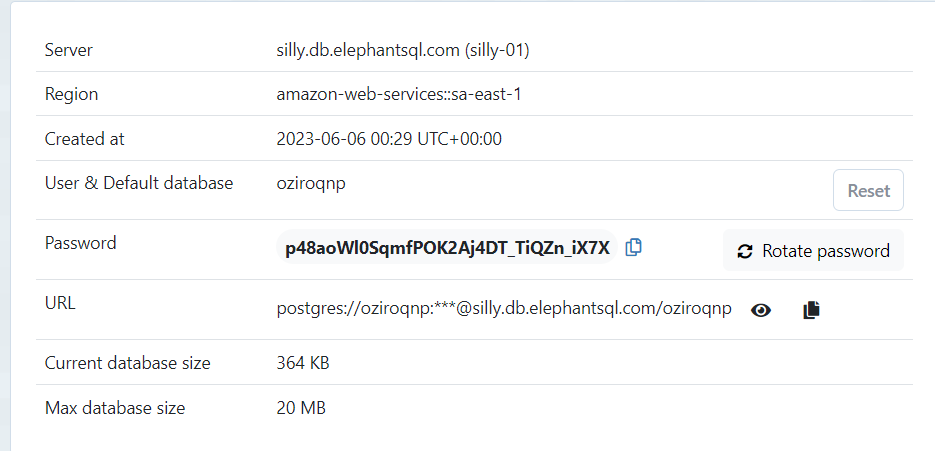 Server silly.db.elephantsql.com (silly-01)
Region amazon-web-services::sa-east-1
Created at 2023-06-06 00:29 UTC+00:00
User & Default database oziroqnp Reset
Password p48aoWl0SqmfPOK2Aj4DT_TiQZn_iX7X Rotate password
URL postgres://oziroqnp:***@silly.db.elephantsql.com/oziroqnp
Current database size 364 KB
Max database size 20 MB